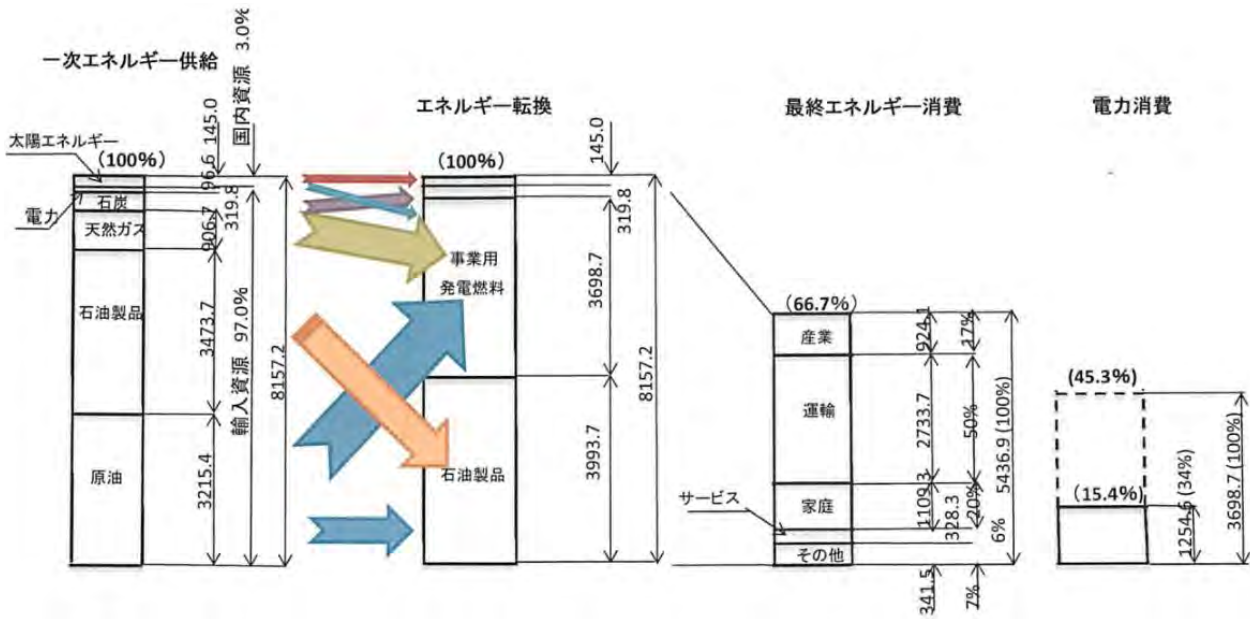 一次エネルギー供給
国内資源 3.0%
145.0
太陽エネルギー
(100%)
96.6
電力
石炭
319.8
天然ガス
906.7
石油製品
3473.7
輸入資源 97.0%
8157.2
原油
3215.4
エネルギー転換
(100%)
145.0
319.8
事業用
発電燃料
3698.7
8157.2
石油製品
3993.7
最終エネルギー消費
(66.7%)
産業
924.1
17%
運輸
2733.7
50%
5436.9 (100%)
家庭
1109.3
20%
サービス
328.3
6%
その他
341.5
7%
電力消費
(45.3%)
(15.4%)
1254.6 (34%)
3698.7 (100%)